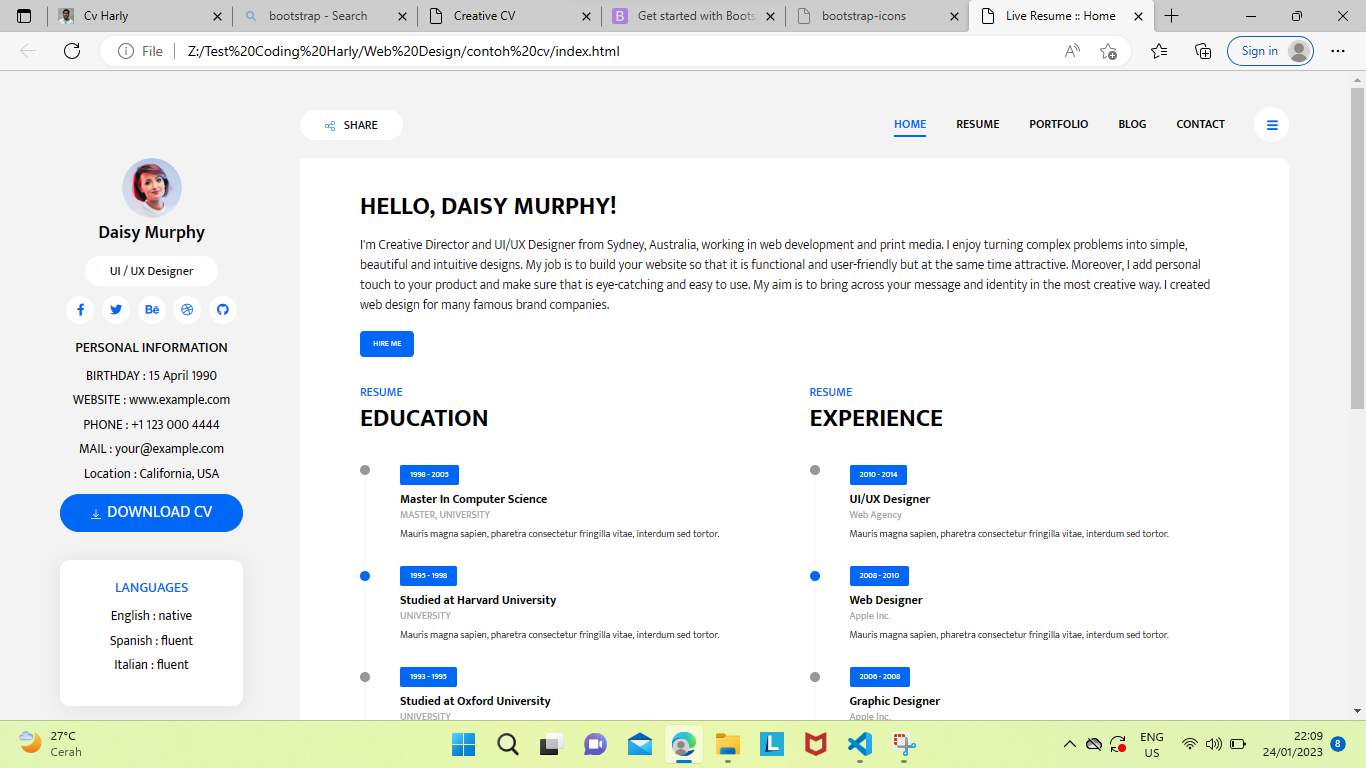 Cv Harly
bootstrap - Search
Creative CV
Get started with Boots
bootstrap-icons
Live Resume :: Home
File
Z:/Test%20Coding%20Harly/Web%20Design/contoh%20cv/index.html
Sign in
SHARE
HOME
RESUME
PORTFOLIO
BLOG
CONTACT
Daisy Murphy
UI / UX Designer
Bē
PERSONAL INFORMATION
BIRTHDAY : 15 April 1990
WEBSITE : www.example.com
PHONE : +1 123 000 4444
MAIL : your@example.com
Location : California, USA
DOWNLOAD CV
LANGUAGES
English : native
Spanish : fluent
Italian : fluent
HELLO, DAISY MURPHY!
I'm Creative Director and UI/UX Designer from Sydney, Australia, working in web development and print media. I enjoy turning complex problems into simple,
beautiful and intuitive designs. My job is to build your website so that it is functional and user-friendly but at the same time attractive. Moreover, I add personal
touch to your product and make sure that is eye-catching and easy to use. My aim is to bring across your message and identity in the most creative way. I created
web design for many famous brand companies.
HIRE ME
RESUME
EDUCATION
1998 - 2005
Master In Computer Science
MASTER, UNIVERSITY
Mauris magna sapien, pharetra consectetur fringilla vitae, interdum sed tortor.
1995 - 1998
Studied at Harvard University
UNIVERSITY
Mauris magna sapien, pharetra consectetur fringilla vitae, interdum sed tortor.
1993 - 1995
Studied at Oxford University
UNIVERSITY
RESUME
EXPERIENCE
2010 - 2014
UI/UX Designer
Web Agency
Mauris magna sapien, pharetra consectetur fringilla vitae, interdum sed tortor.
2008 - 2010
Web Designer
Apple Inc.
Mauris magna sapien, pharetra consectetur fringilla vitae, interdum sed tortor.
2006 - 2008
Graphic Designer
Apple Inc.
27°C
Cerah
L
ENG
US
22:09
24/01/2023
8